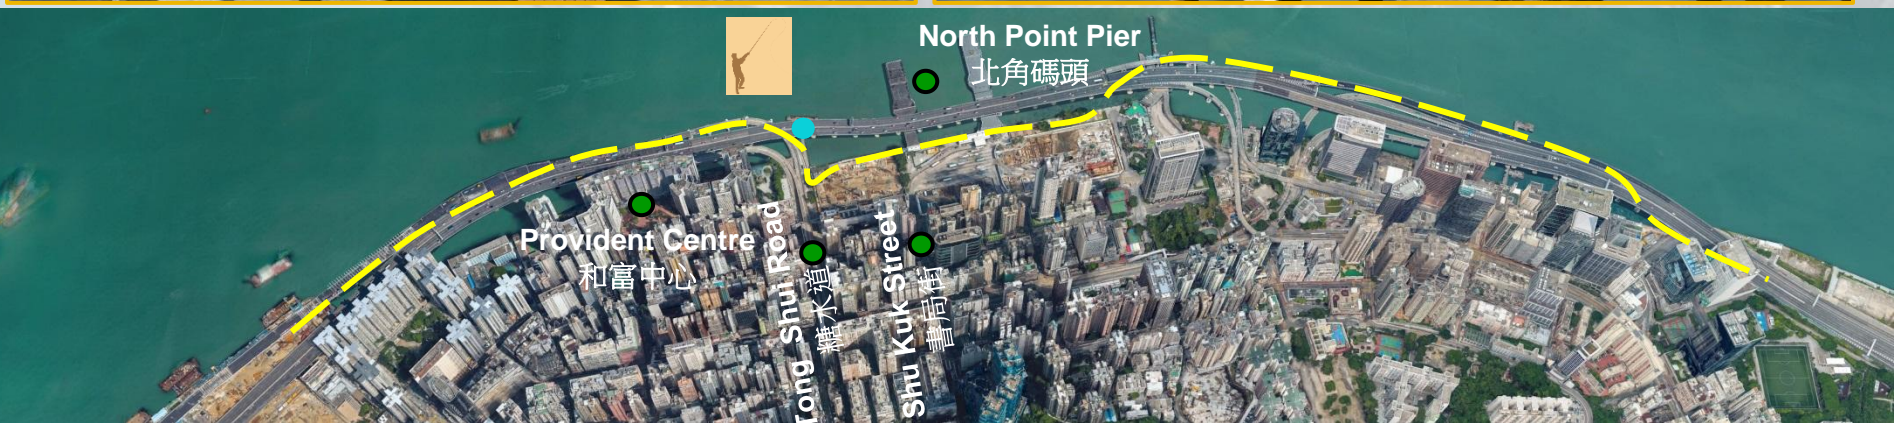 North Point Pier
北角碼頭
Provident Centre
和富中心
Tong Shui Road
糖水道
Shu Kuk Street
書局街